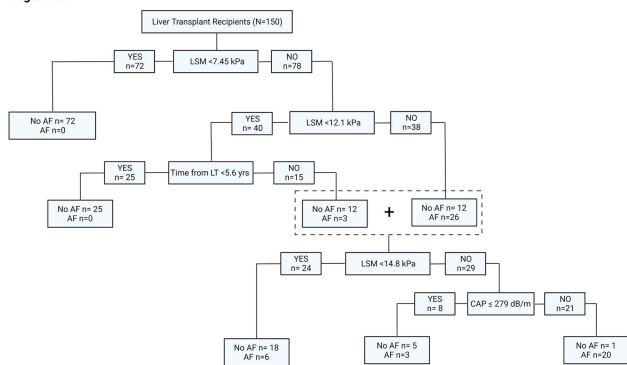 Liver Transplant Recipients (N=150)
YES
n=72
LSM <7.45 kPa
NO
n=78
No AF n= 72
AF n=0
YES
n= 40
LSM <12.1 kPa
NO
n=38
YES
n= 25
Time from LT <5.6 yrs
NO
n=15
No AF n= 25
AF n=0
No AF n= 12
AF n=3
+
No AF n= 12
AF n=26
YES
n= 24
LSM <14.8 kPa
NO
n=29
YES
n= 8
CAP ≤ 279 dB/m
NO
n=21
No AF n= 18
AF n=6
No AF n= 5
AF n=3
No AF n= 1
AF n=20